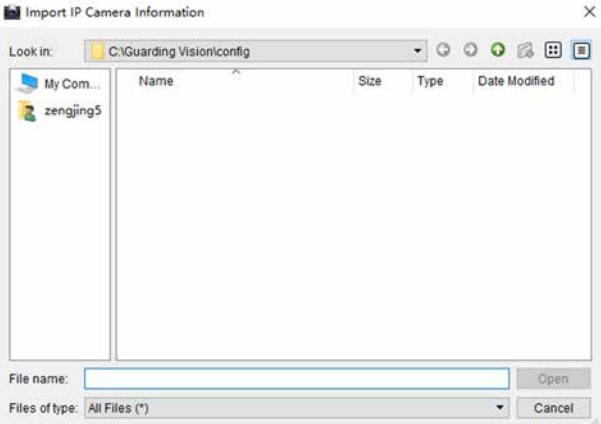 Import IP Camera Information
Look in: C:\Guarding Vision\config
My Com... Name Size Type Date Modified
zengjing5
File name: Open
Files of type: All Files (*) Cancel